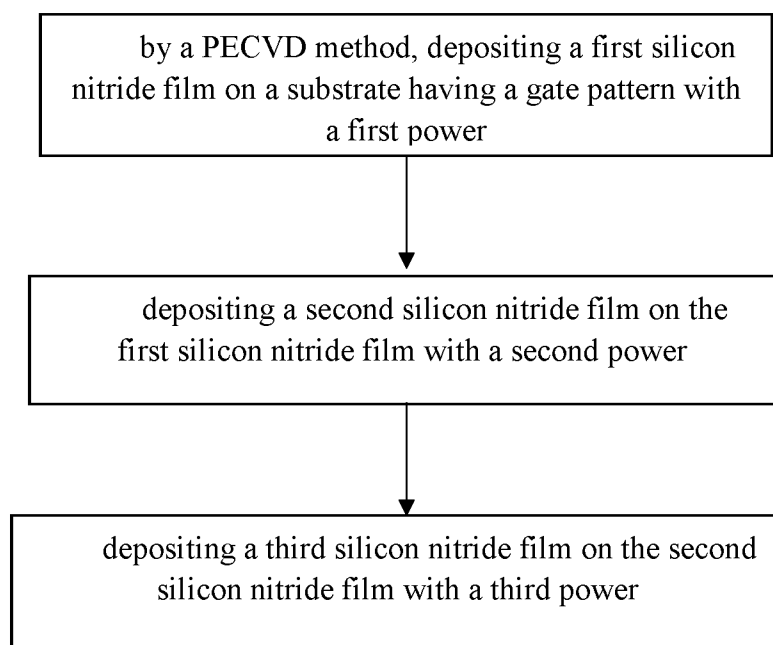 by a PECVD method, depositing a first silicon
nitride film on a substrate having a gate pattern with
a first power
depositing a second silicon nitride film on the
first silicon nitride film with a second power
depositing a third silicon nitride film on the second
silicon nitride film with a third power